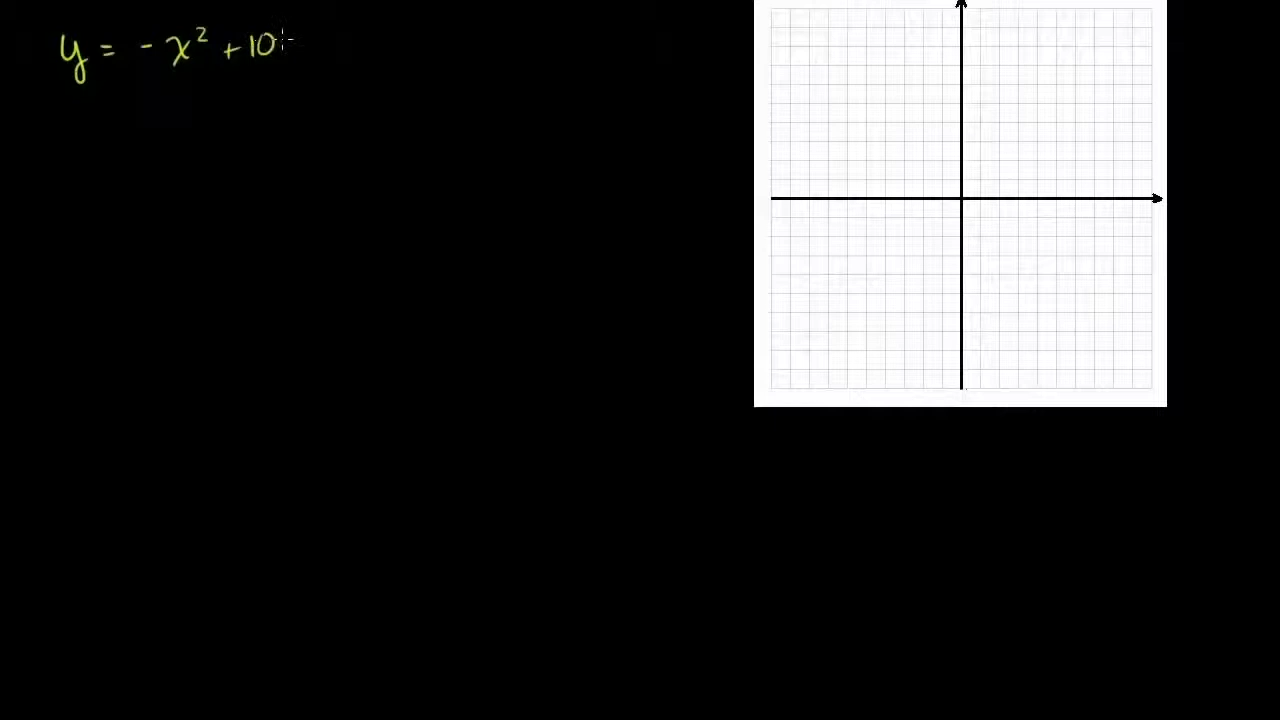 y = - x² + 10